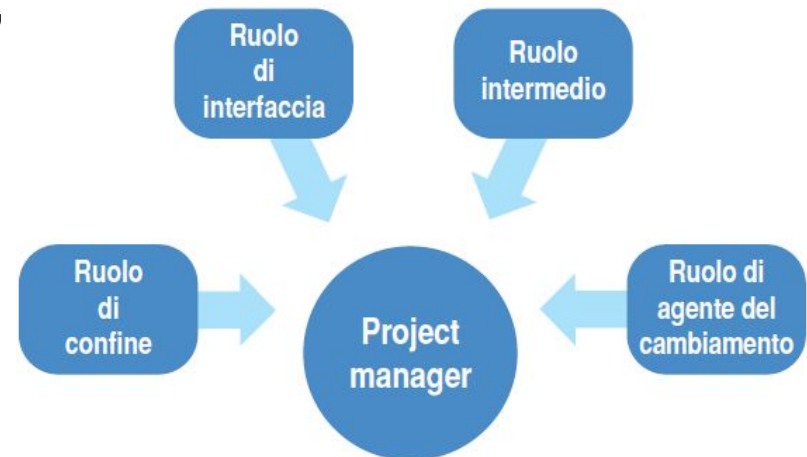 Ruolo
di
interfaccia
Ruolo
intermedio
Ruolo
di
confine
Project
manager
Ruolo di
agente del
cambiamento